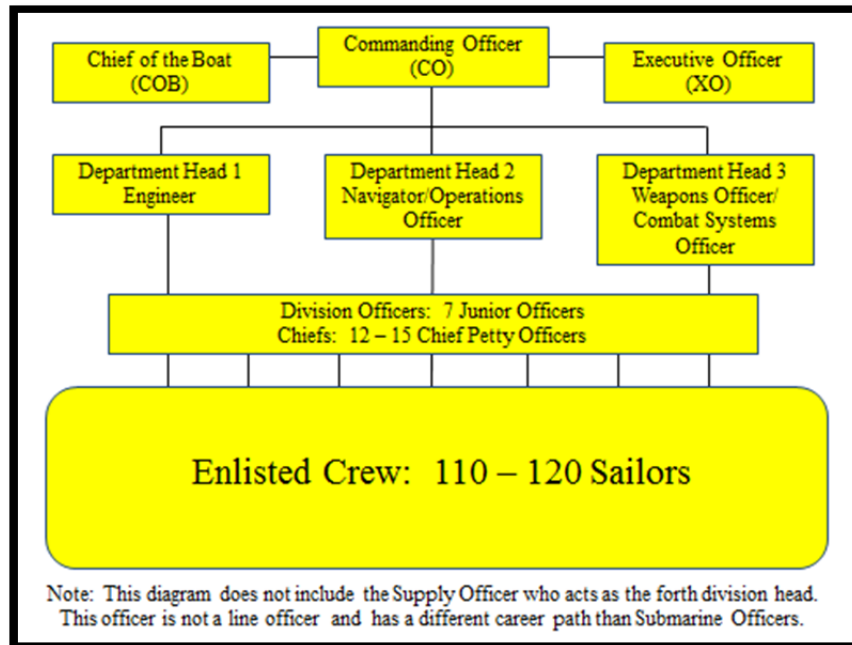 Commanding Officer
(CO)
Chief of the Boat
(COB)
Executive Officer
(XO)
Department Head 1
Engineer
Department Head 2
Navigator/Operations
Officer
Department Head 3
Weapons Officer/
Combat Systems
Officer
Division Officers: 7 Junior Officers
Chiefs: 12 – 15 Chief Petty Officers
Enlisted Crew: 110 – 120 Sailors
Note: This diagram does not include the Supply Officer who acts as the forth division head.
This officer is not a line officer and has a different career path than Submarine Officers.